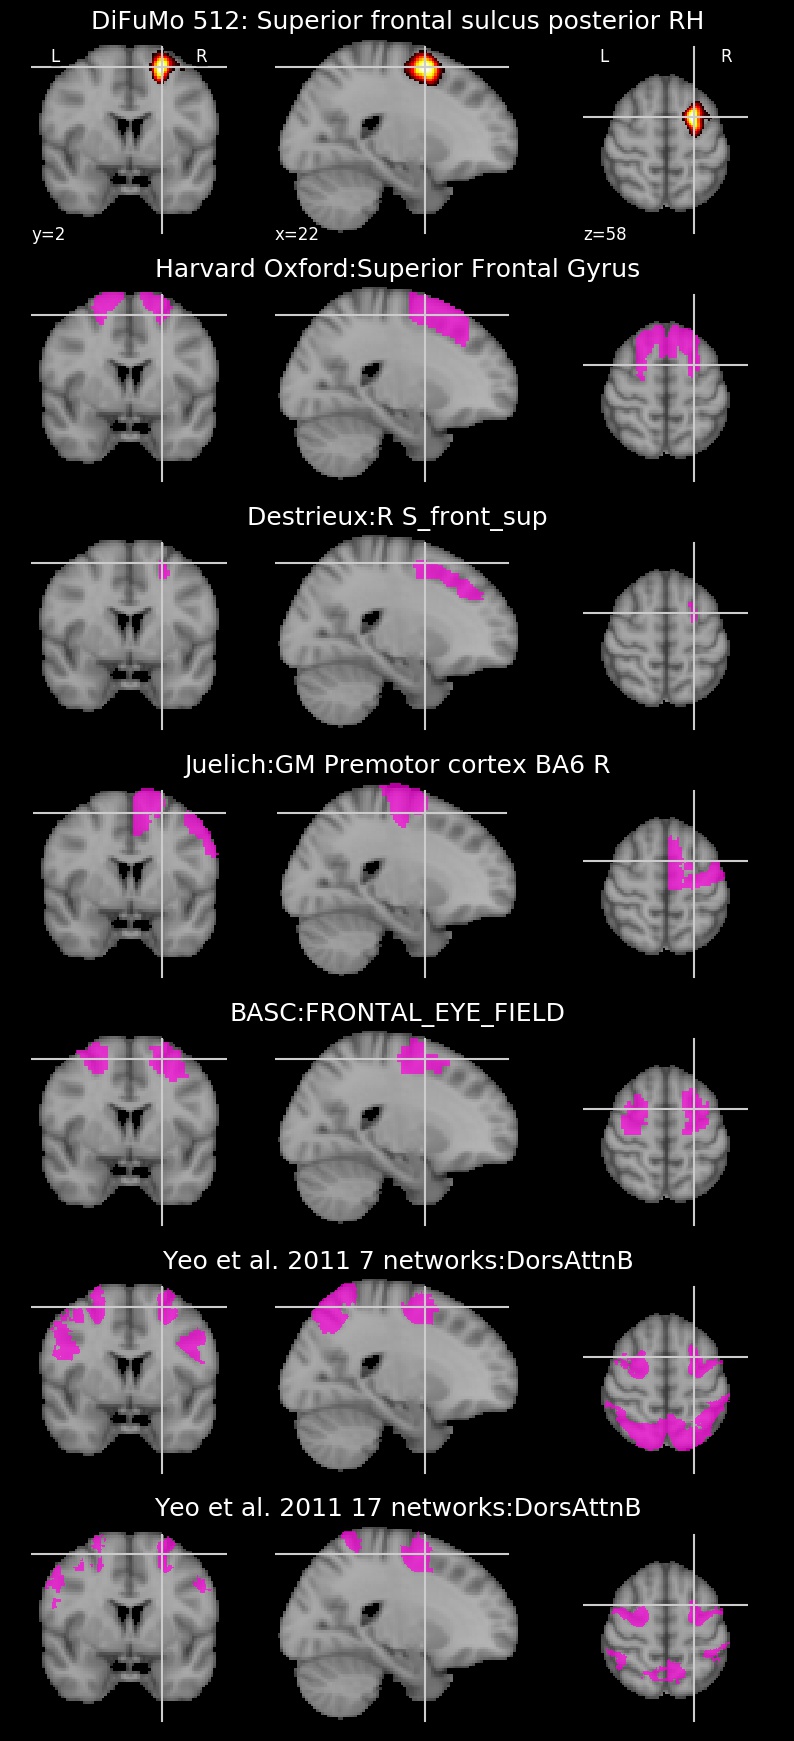 DiFuMo 512: Superior frontal sulcus posterior RH
L R L R
y=2 x=22 z=58
Harvard Oxford:Superior Frontal Gyrus
Destrieux:R S_front_sup
Juelich:GM Premotor cortex BA6 R
BASC:FRONTAL_EYE_FIELD
Yeo et al. 2011 7 networks:DorsAttnB
Yeo et al. 2011 17 networks:DorsAttnB